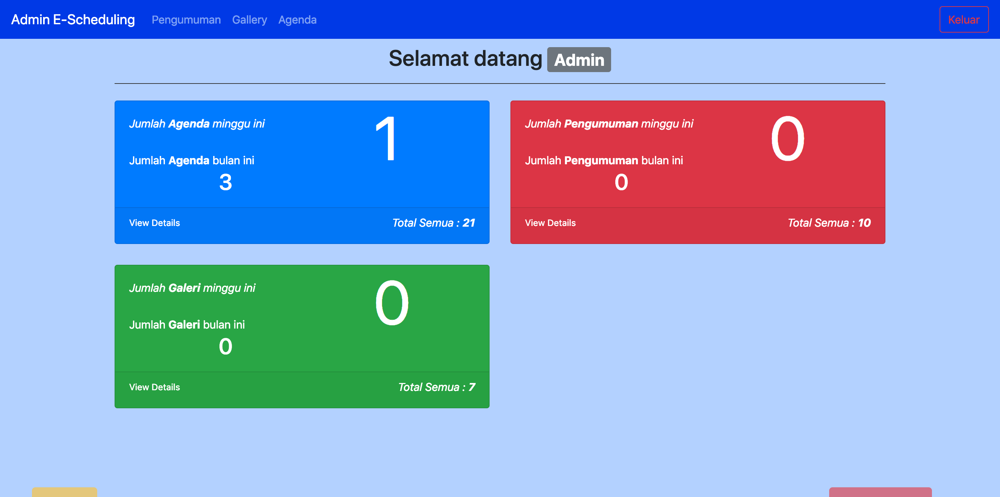 Admin E-Scheduling Pengumuman Gallery Agenda Keluar
Selamat datang Admin
Jumlah Agenda minggu ini
1
Jumlah Agenda bulan ini
3
View Details Total Semua : 21
Jumlah Pengumuman minggu ini
0
Jumlah Pengumuman bulan ini
0
View Details Total Semua : 10
Jumlah Galeri minggu ini
0
Jumlah Galeri bulan ini
0
View Details Total Semua : 7